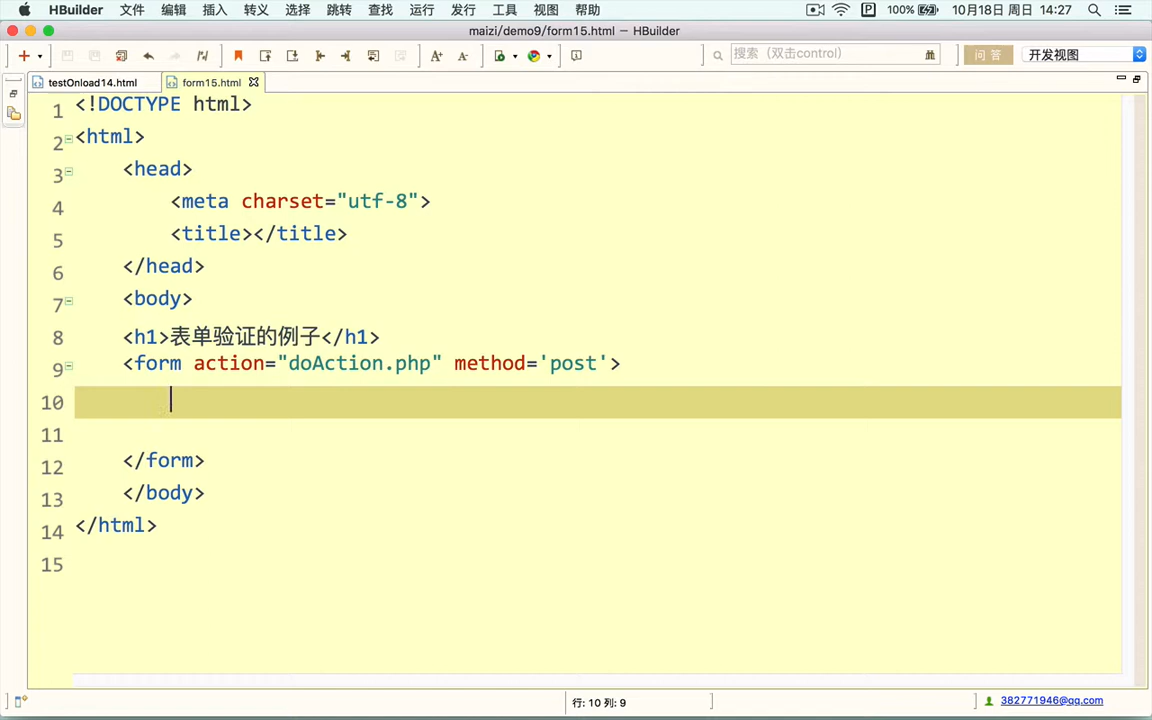 HBuilder 文件 编辑 插入 转义 选择 跳转 查找 运行 发行 工具 视图 帮助 100% 10月18日 周日 14:27
maizi/demo9/form15.html — HBuilder
搜索（双击control） 问答 开发视图
testOnload14.html form15.html
1 <!DOCTYPE html>
2 <html>
3 <head>
4 <meta charset="utf-8">
5 <title></title>
6 </head>
7 <body>
8 <h1>表单验证的例子</h1>
9 <form action="doAction.php" method='post'>
10
11
12 </form>
13 </body>
14 </html>
15
行: 10 列: 9 382771946@qq.com